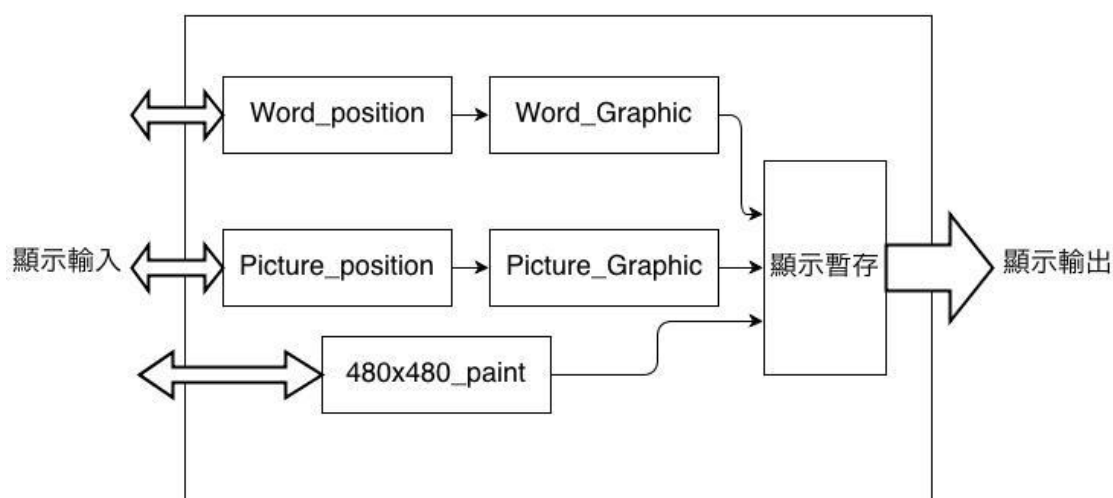 Word_position
Word_Graphic
顯示輸入
Picture_position
Picture_Graphic
顯示暫存
顯示輸出
480x480_paint